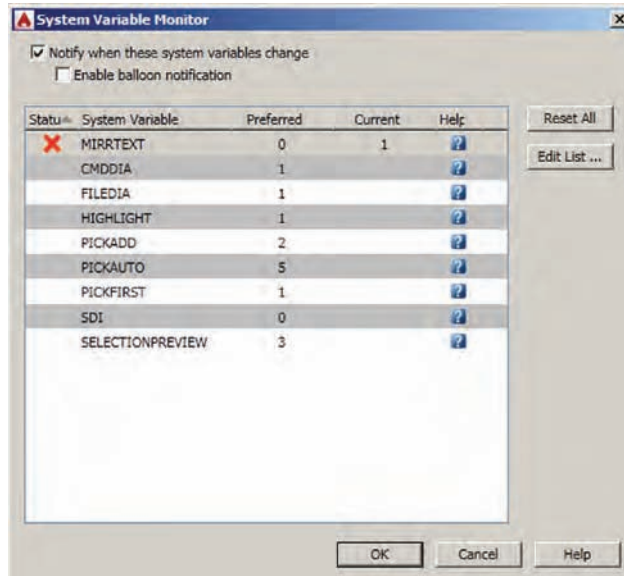 System Variable Monitor
Notify when these system variables change
Enable balloon notification
Statu System Variable Preferred Current Help
Reset All
MIRRTEXT 0 1
Edit List ...
CMDDIA 1
FILEDIA 1
HIGHLIGHT 1
PICKADD 2
PICKAUTO 5
PICKFIRST 1
SDI 0
SELECTIONPREVIEW 3
OK Cancel Help